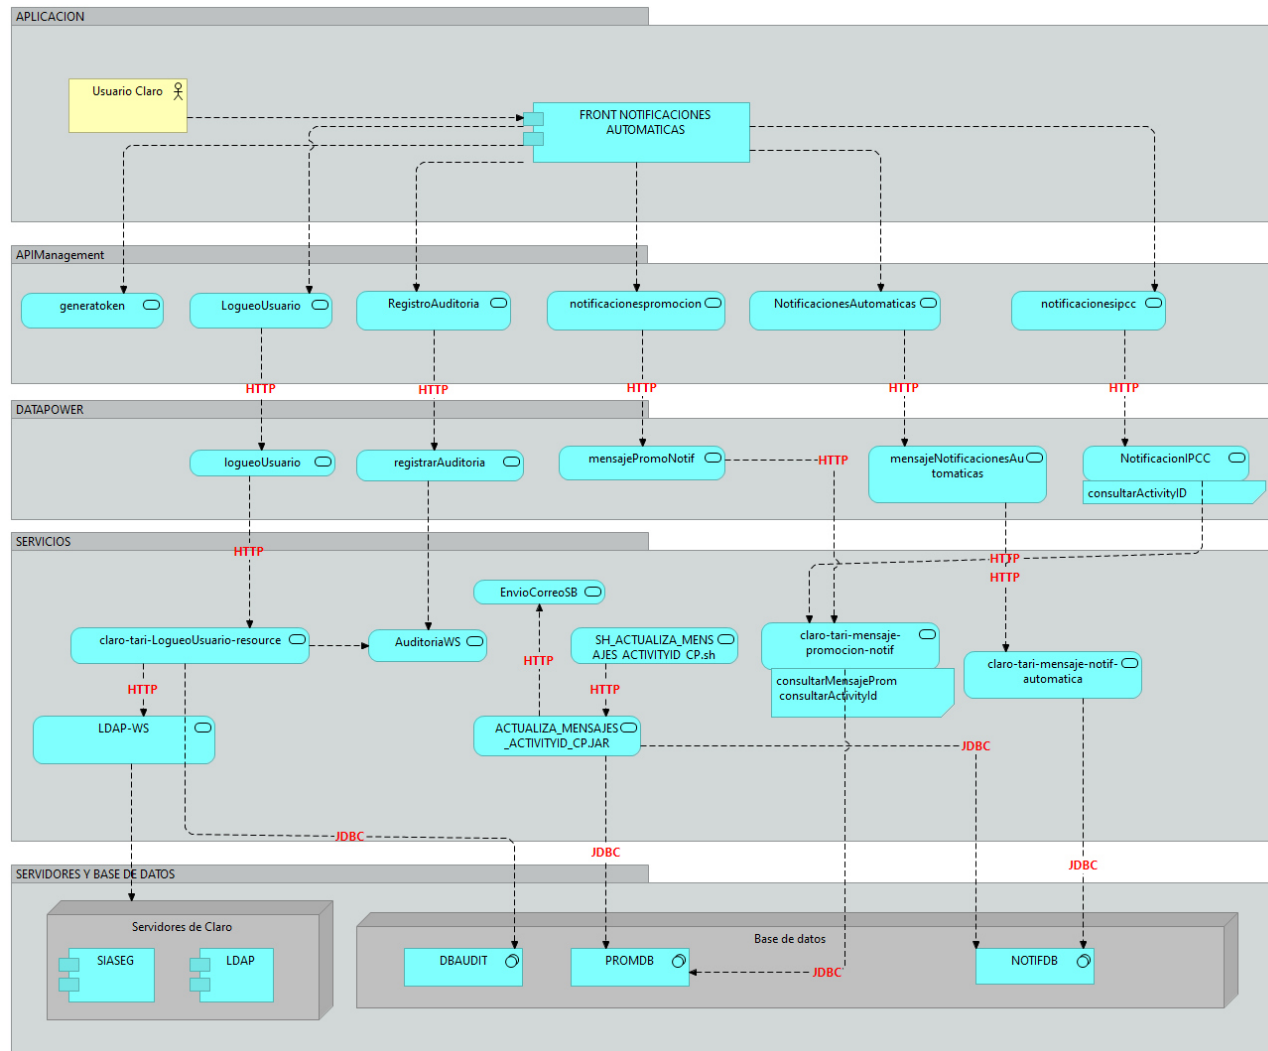 APLICACION
Usuario Claro
FRONT NOTIFICACIONES
AUTOMATICAS
APIManagement
generatoken
LogueoUsuario
RegistroAuditoria
notificacionespromocion
NotificacionesAutomaticas
notificacionesipcc
HTTP
HTTP
HTTP
HTTP
HTTP
DATAPOWER
logueoUsuario
registrarAuditoria
mensajePromoNotif
HTTP
mensajeNotificacionesAu
tomaticas
NotificacionIPCC
consultarActivityID
SERVICIOS
HTTP
HTTP
HTTP
EnvioCorreoSB
claro-tari-LogueoUsuario-resource
AuditoriaWS
SH_ACTUALIZA_MENS
AJES_ACTIVITYID_CP.sh
claro-tari-mensaje-
promocion-notif
consultarMensajeProm
consultarActivityId
claro-tari-mensaje-notif-
automatica
HTTP
HTTP
HTTP
LDAP-WS
ACTUALIZA_MENSAJES
_ACTIVITYID_CP.JAR
JDBC
JDBC
JDBC
JDBC
SERVIDORES Y BASE DE DATOS
Servidores de Claro
SIASEG
LDAP
Base de datos
DBAUDIT
PROMDB
JDBC
NOTIFDB